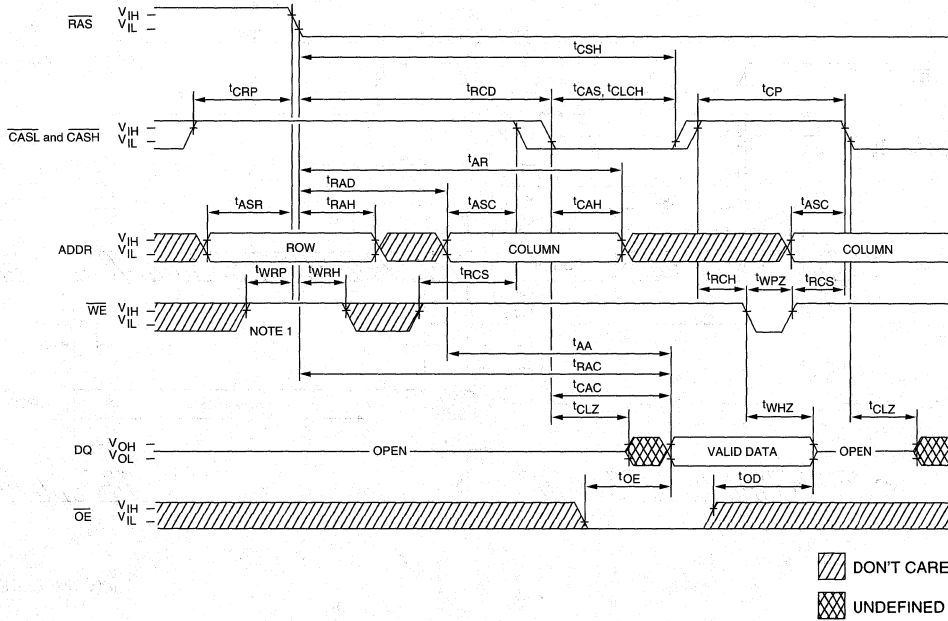 RAS VIH
VIL
tCSH
tCRP tRCD tCAS, tCLCH tCP
CASL and CASH VIH
VIL
tAR
tRAD
tASR tRAH tASC tCAH tASC
ADDR VIH
VIL ROW COLUMN COLUMN
tWRP tWRH tRCS tRCH tWPZ tRCS
WE VIH
VIL NOTE 1
tAA
tRAC
tCAC
tCLZ tWHZ tCLZ
DQ VOH
VOL OPEN VALID DATA OPEN
tOE tOD
OE VIH
VIL
DON'T CARE
UNDEFINED